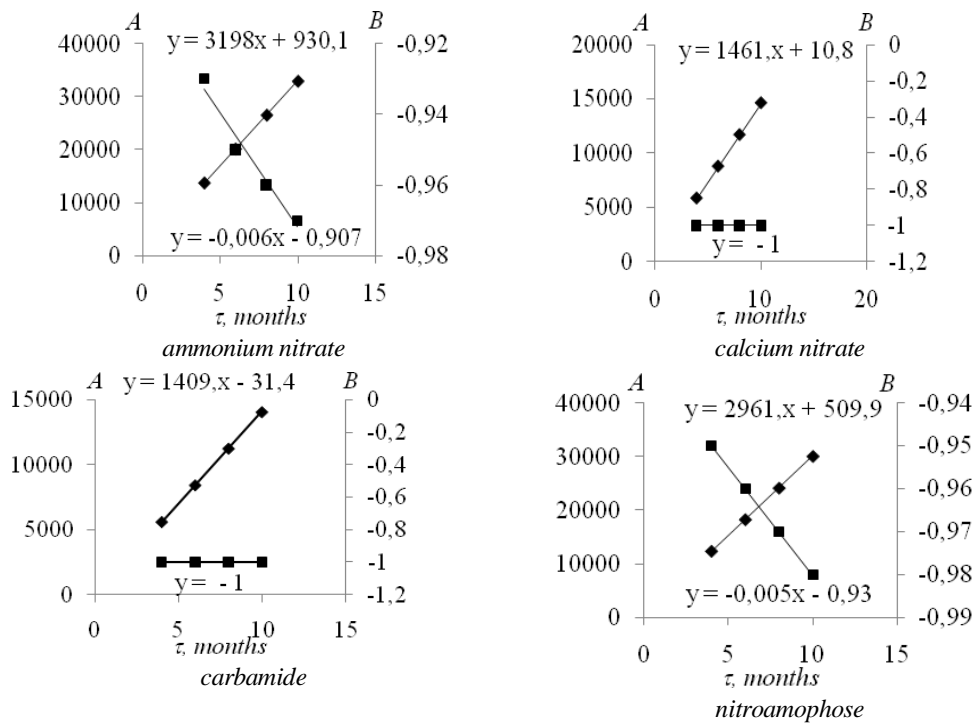 A
B
y = 3198x + 930,1
40000
35000
30000
25000
20000
15000
10000
5000
0
-0,92
-0,94
-0,96
-0,98
y = -0,006x - 0,907
0
5
10
15
τ, months
ammonium nitrate
A
B
y = 1461,x + 10,8
20000
15000
10000
5000
0
0
-0,2
-0,4
-0,6
-0,8
-1
-1,2
y = - 1
0
10
20
τ, months
calcium nitrate
A
B
y = 1409,x - 31,4
15000
10000
5000
0
0
-0,2
-0,4
-0,6
-0,8
-1
-1,2
y = - 1
0
5
10
15
τ, months
carbamide
A
B
y = 2961,x + 509,9
40000
30000
20000
10000
0
-0,94
-0,95
-0,96
-0,97
-0,98
-0,99
y = -0,005x - 0,93
0
5
10
15
τ, months
nitroamophose